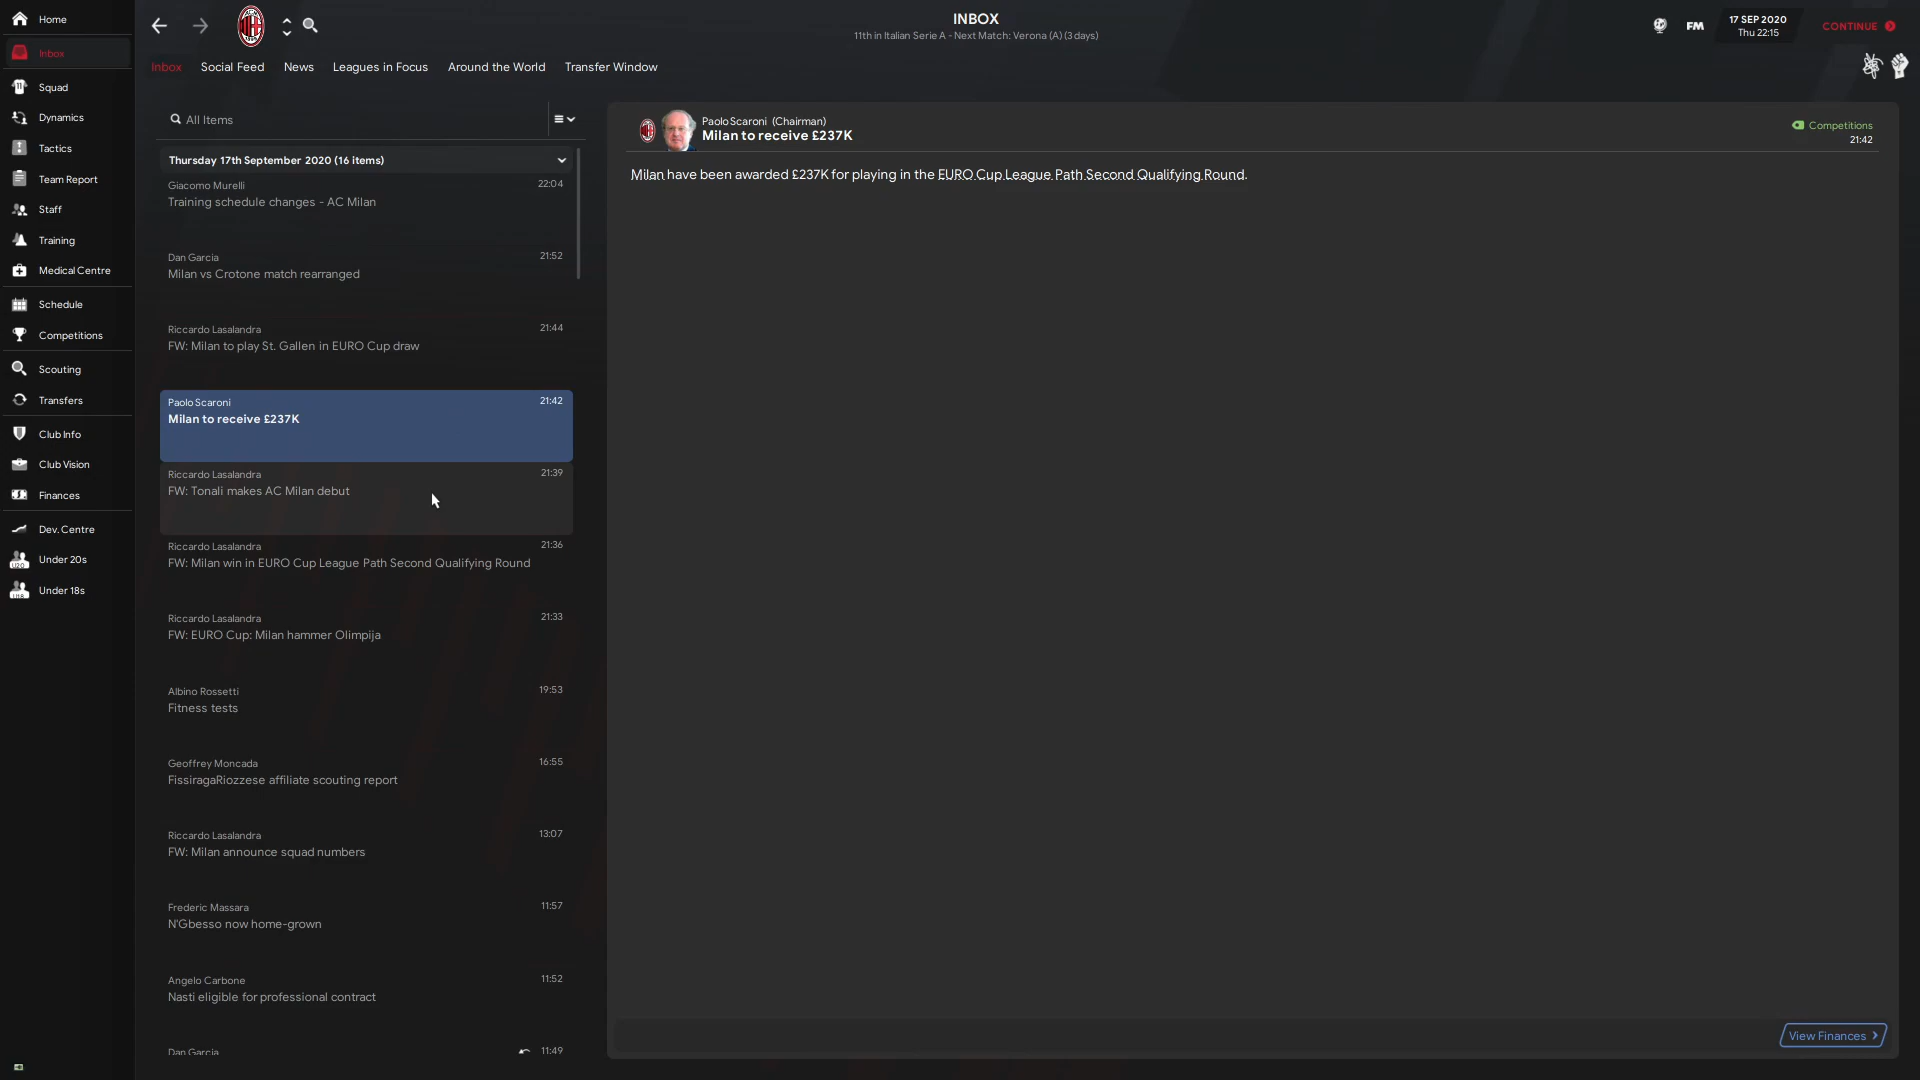 Home
Inbox
Squad
Dynamics
Tactics
Team Report
Staff
Training
Medical Centre
Schedule
Competitions
Scouting
Transfers
Club Info
Club Vision
Finances
Dev. Centre
Under 20s
Under 18s
INBOX
11th in Italian Serie A - Next Match: Verona (A) (3 days)
FM
17 SEP 2020
Thu 22:15
CONTINUE
Inbox Social Feed News Leagues in Focus Around the World Transfer Window
All Items
Thursday 17th September 2020 (16 items)
Giacomo Murelli 22:04
Training schedule changes - AC Milan
Dan Garcia 21:52
Milan vs Crotone match rearranged
Riccardo Lasalandra 21:44
FW: Milan to play St. Gallen in EURO Cup draw
Paolo Scaroni 21:42
Milan to receive £237K
Riccardo Lasalandra 21:39
FW: Tonali makes AC Milan debut
Riccardo Lasalandra 21:36
FW: Milan win in EURO Cup League Path Second Qualifying Round
Riccardo Lasalandra 21:33
FW: EURO Cup: Milan hammer Olimpija
Albino Rossetti 19:53
Fitness tests
Geoffrey Moncada 16:55
FissiragaRiozzese affiliate scouting report
Riccardo Lasalandra 13:07
FW: Milan announce squad numbers
Frederic Massara 11:57
N'Gbesso now home-grown
Angelo Carbone 11:52
Nasti eligible for professional contract
Dan Garcia 11:49
Paolo Scaroni (Chairman)
Milan to receive £237K
Competitions
21:42
Milan have been awarded £237K for playing in the EURO Cup League Path Second Qualifying Round.
View Finances